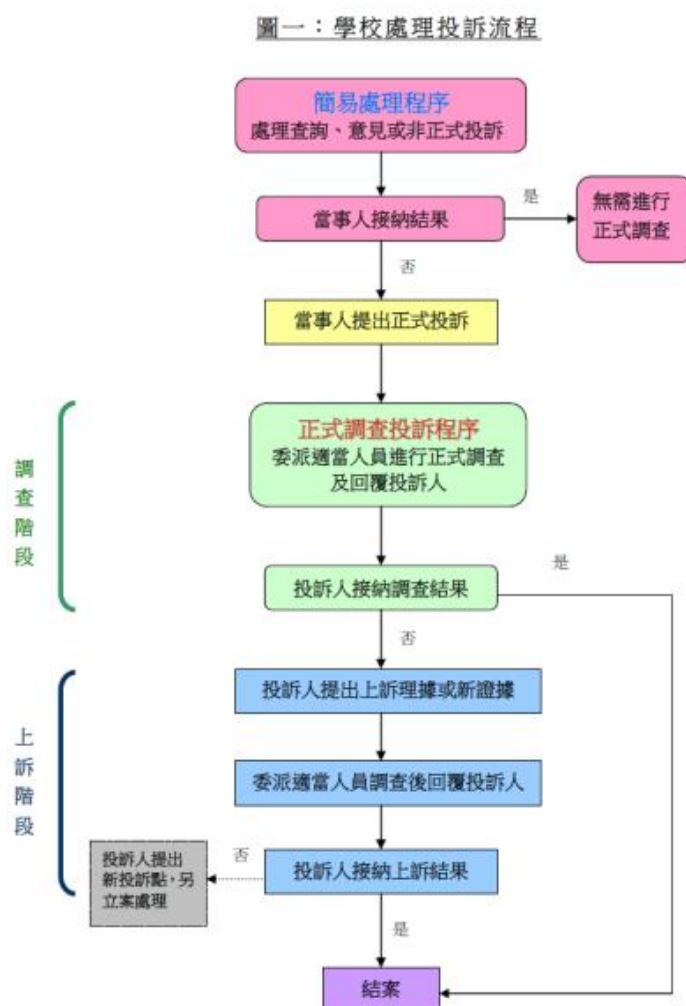 圖一：學校處理投訴流程
簡易處理程序
處理查詢、意見或非正式投訴
是
無需進行
正式調查
當事人接納結果
否
當事人提出正式投訴
調查階段
正式調查投訴程序
委派適當人員進行正式調查
及回覆投訴人
是
投訴人接納調查結果
否
上訴階段
投訴人提出上訴理據或新證據
委派適當人員調查後回覆投訴人
投訴人提出
新投訴點，另
立案處理
否
投訴人接納上訴結果
是
結案